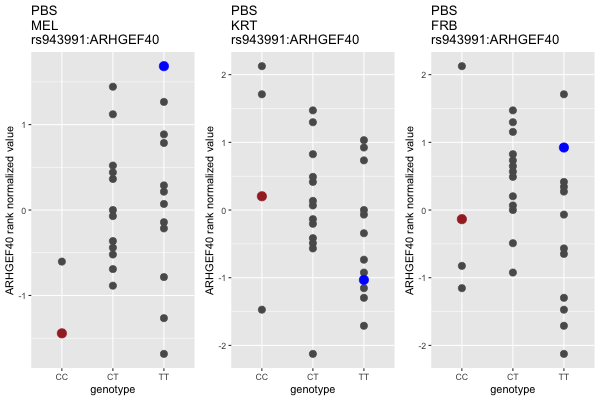 PBS
MEL
rs943991:ARHGEF40
ARHGEF40 rank normalized value
1
0
-1
CC
CT
TT
genotype
PBS
KRT
rs943991:ARHGEF40
ARHGEF40 rank normalized value
2
1
0
-1
-2
CC
CT
TT
genotype
PBS
FRB
rs943991:ARHGEF40
ARHGEF40 rank normalized value
2
1
0
-1
-2
CC
CT
TT
genotype